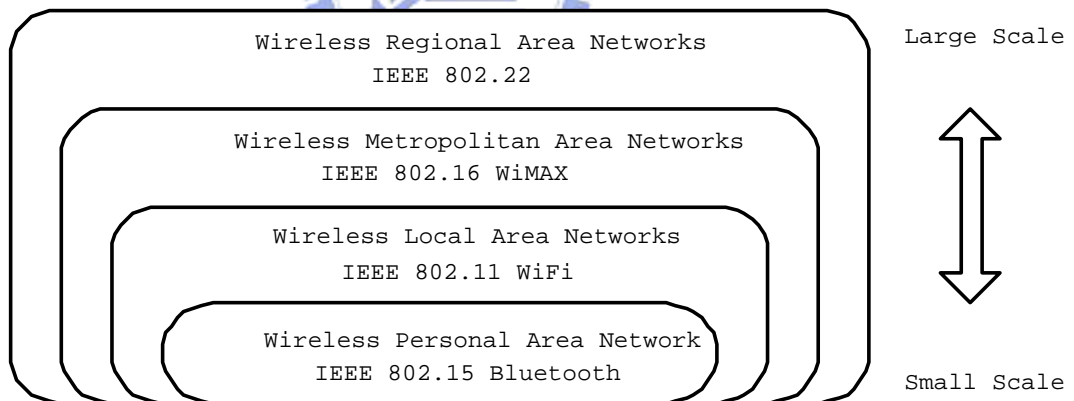 Wireless Regional Area Networks
IEEE 802.22
Wireless Metropolitan Area Networks
IEEE 802.16 WiMAX
Wireless Local Area Networks
IEEE 802.11 WiFi
Wireless Personal Area Network
IEEE 802.15 Bluetooth
Large Scale
Small Scale